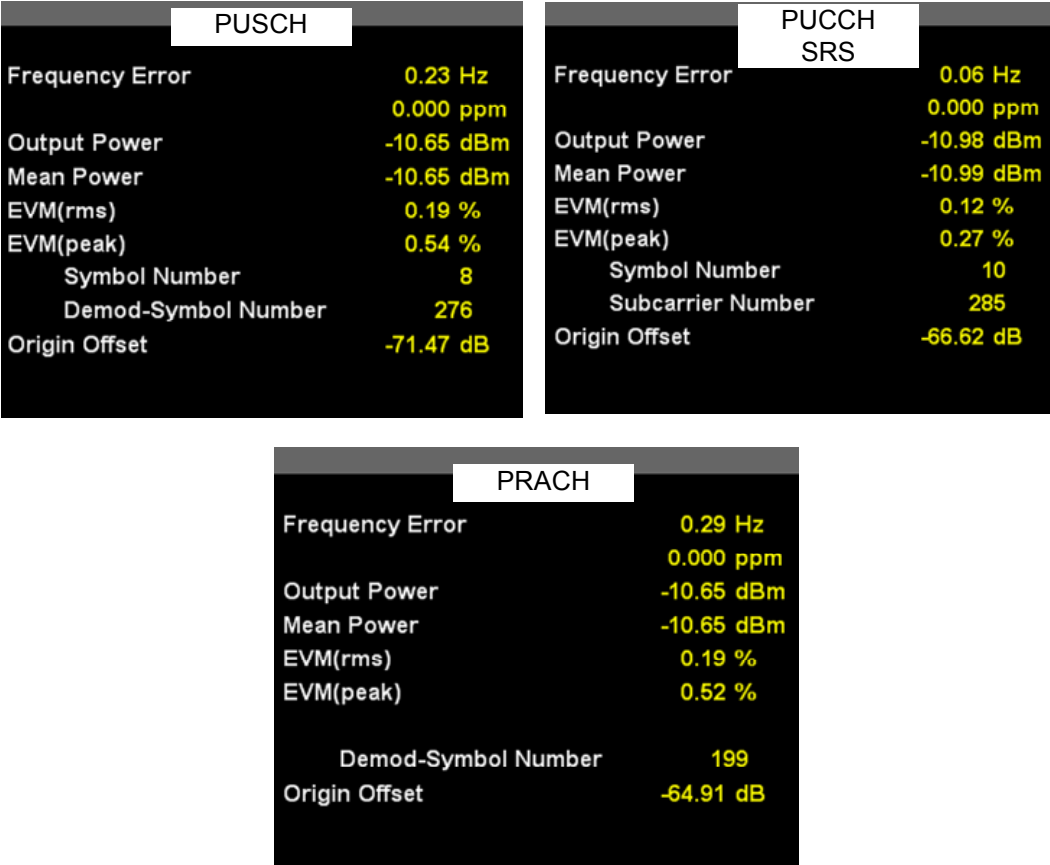 PUSCH
Frequency Error 0.23 Hz
0.000 ppm
Output Power -10.65 dBm
Mean Power -10.65 dBm
EVM(rms) 0.19 %
EVM(peak) 0.54 %
Symbol Number 8
Demod-Symbol Number 276
Origin Offset -71.47 dB
PUCCH
SRS
Frequency Error 0.06 Hz
0.000 ppm
Output Power -10.98 dBm
Mean Power -10.99 dBm
EVM(rms) 0.12 %
EVM(peak) 0.27 %
Symbol Number 10
Subcarrier Number 285
Origin Offset -66.62 dB
PRACH
Frequency Error 0.29 Hz
0.000 ppm
Output Power -10.65 dBm
Mean Power -10.65 dBm
EVM(rms) 0.19 %
EVM(peak) 0.52 %
Demod-Symbol Number 199
Origin Offset -64.91 dB